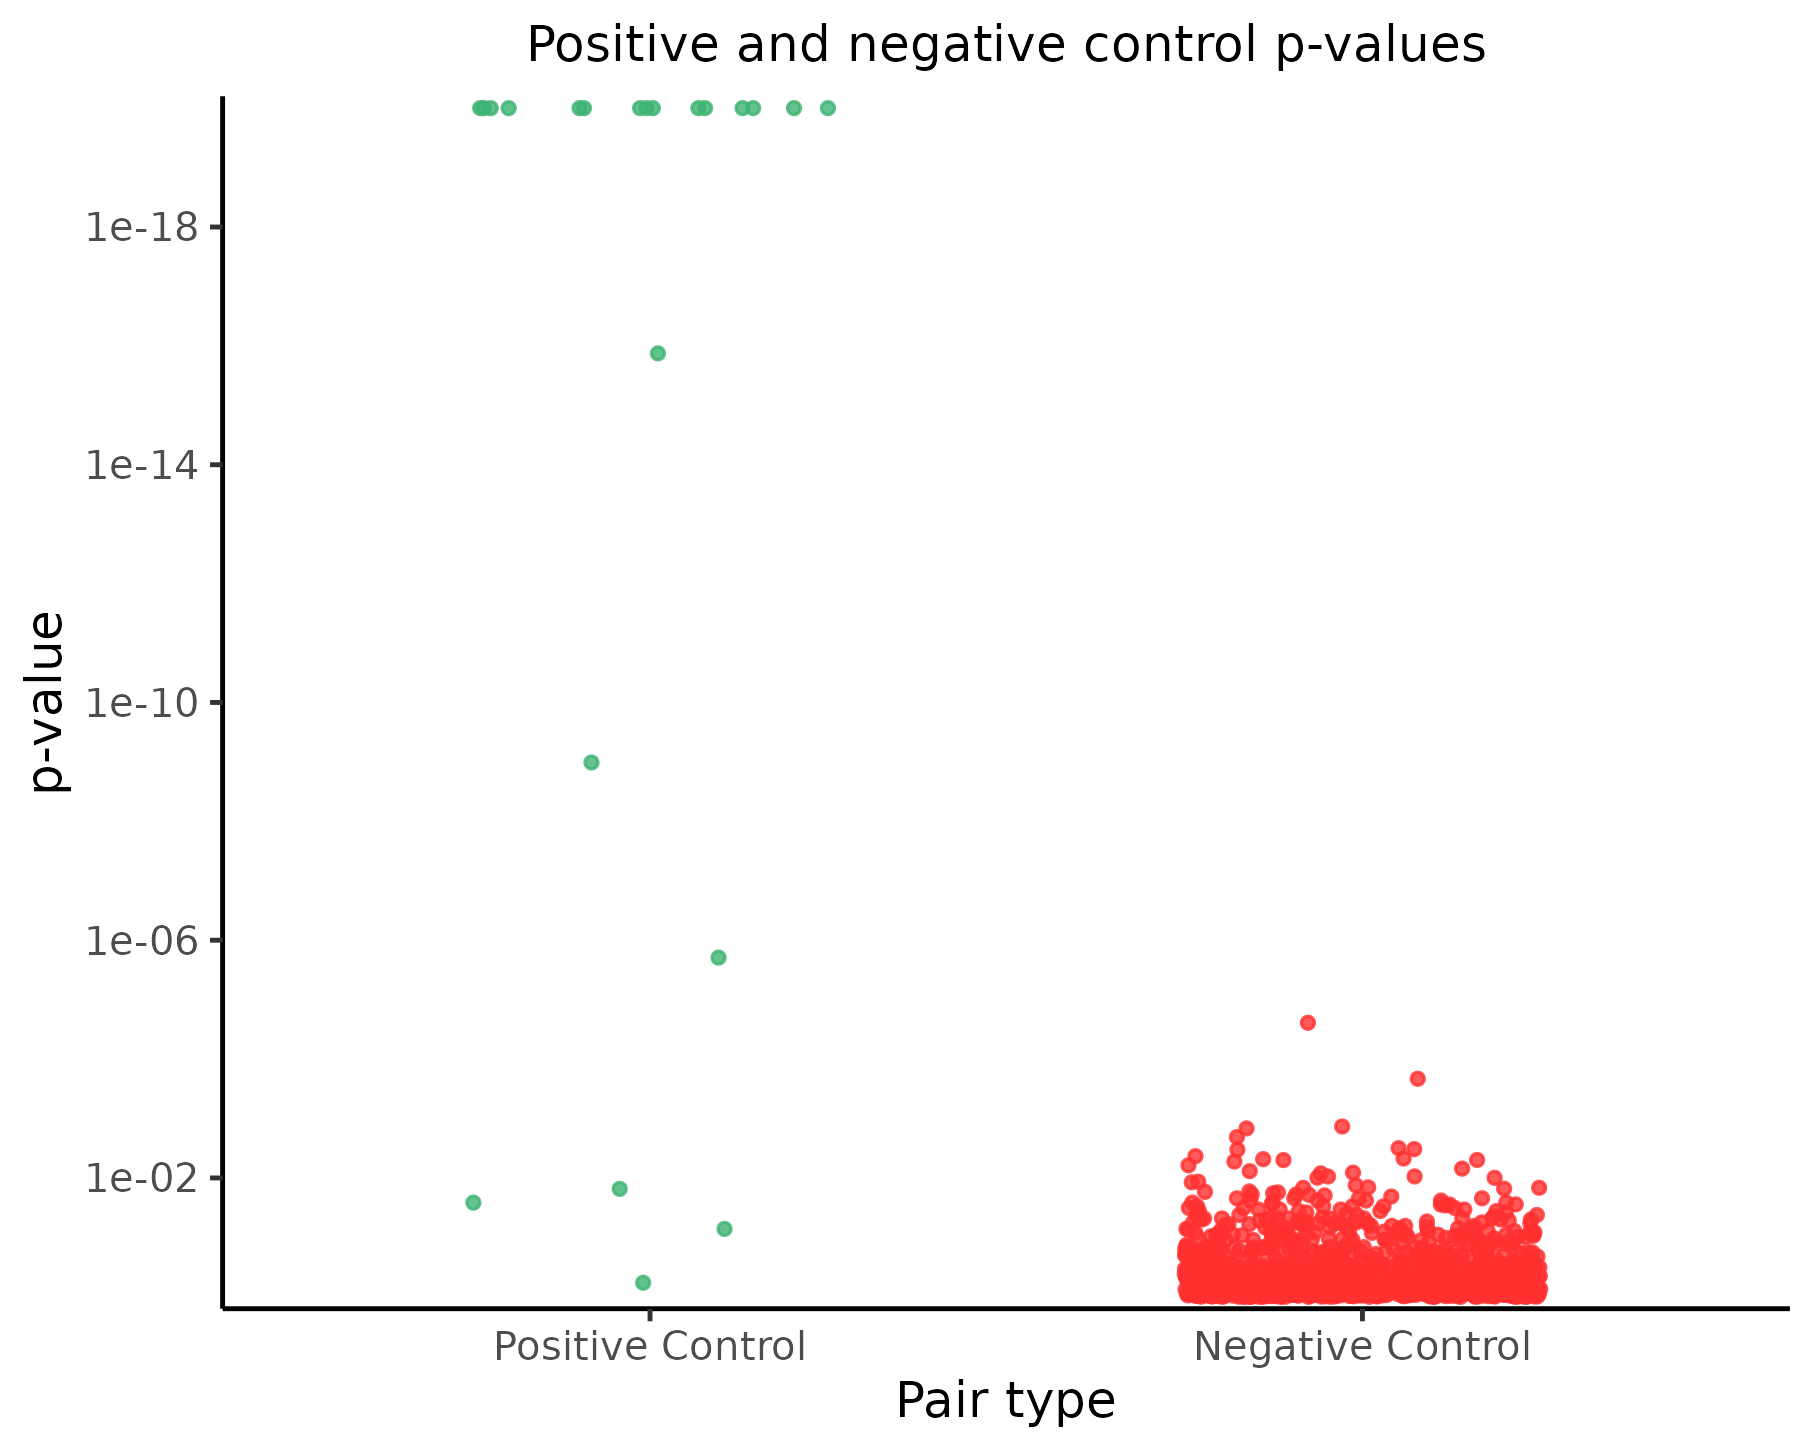 Positive and negative control p-values
1e-18
1e-14
1e-10
1e-06
1e-02
p-value
Positive Control
Negative Control
Pair type